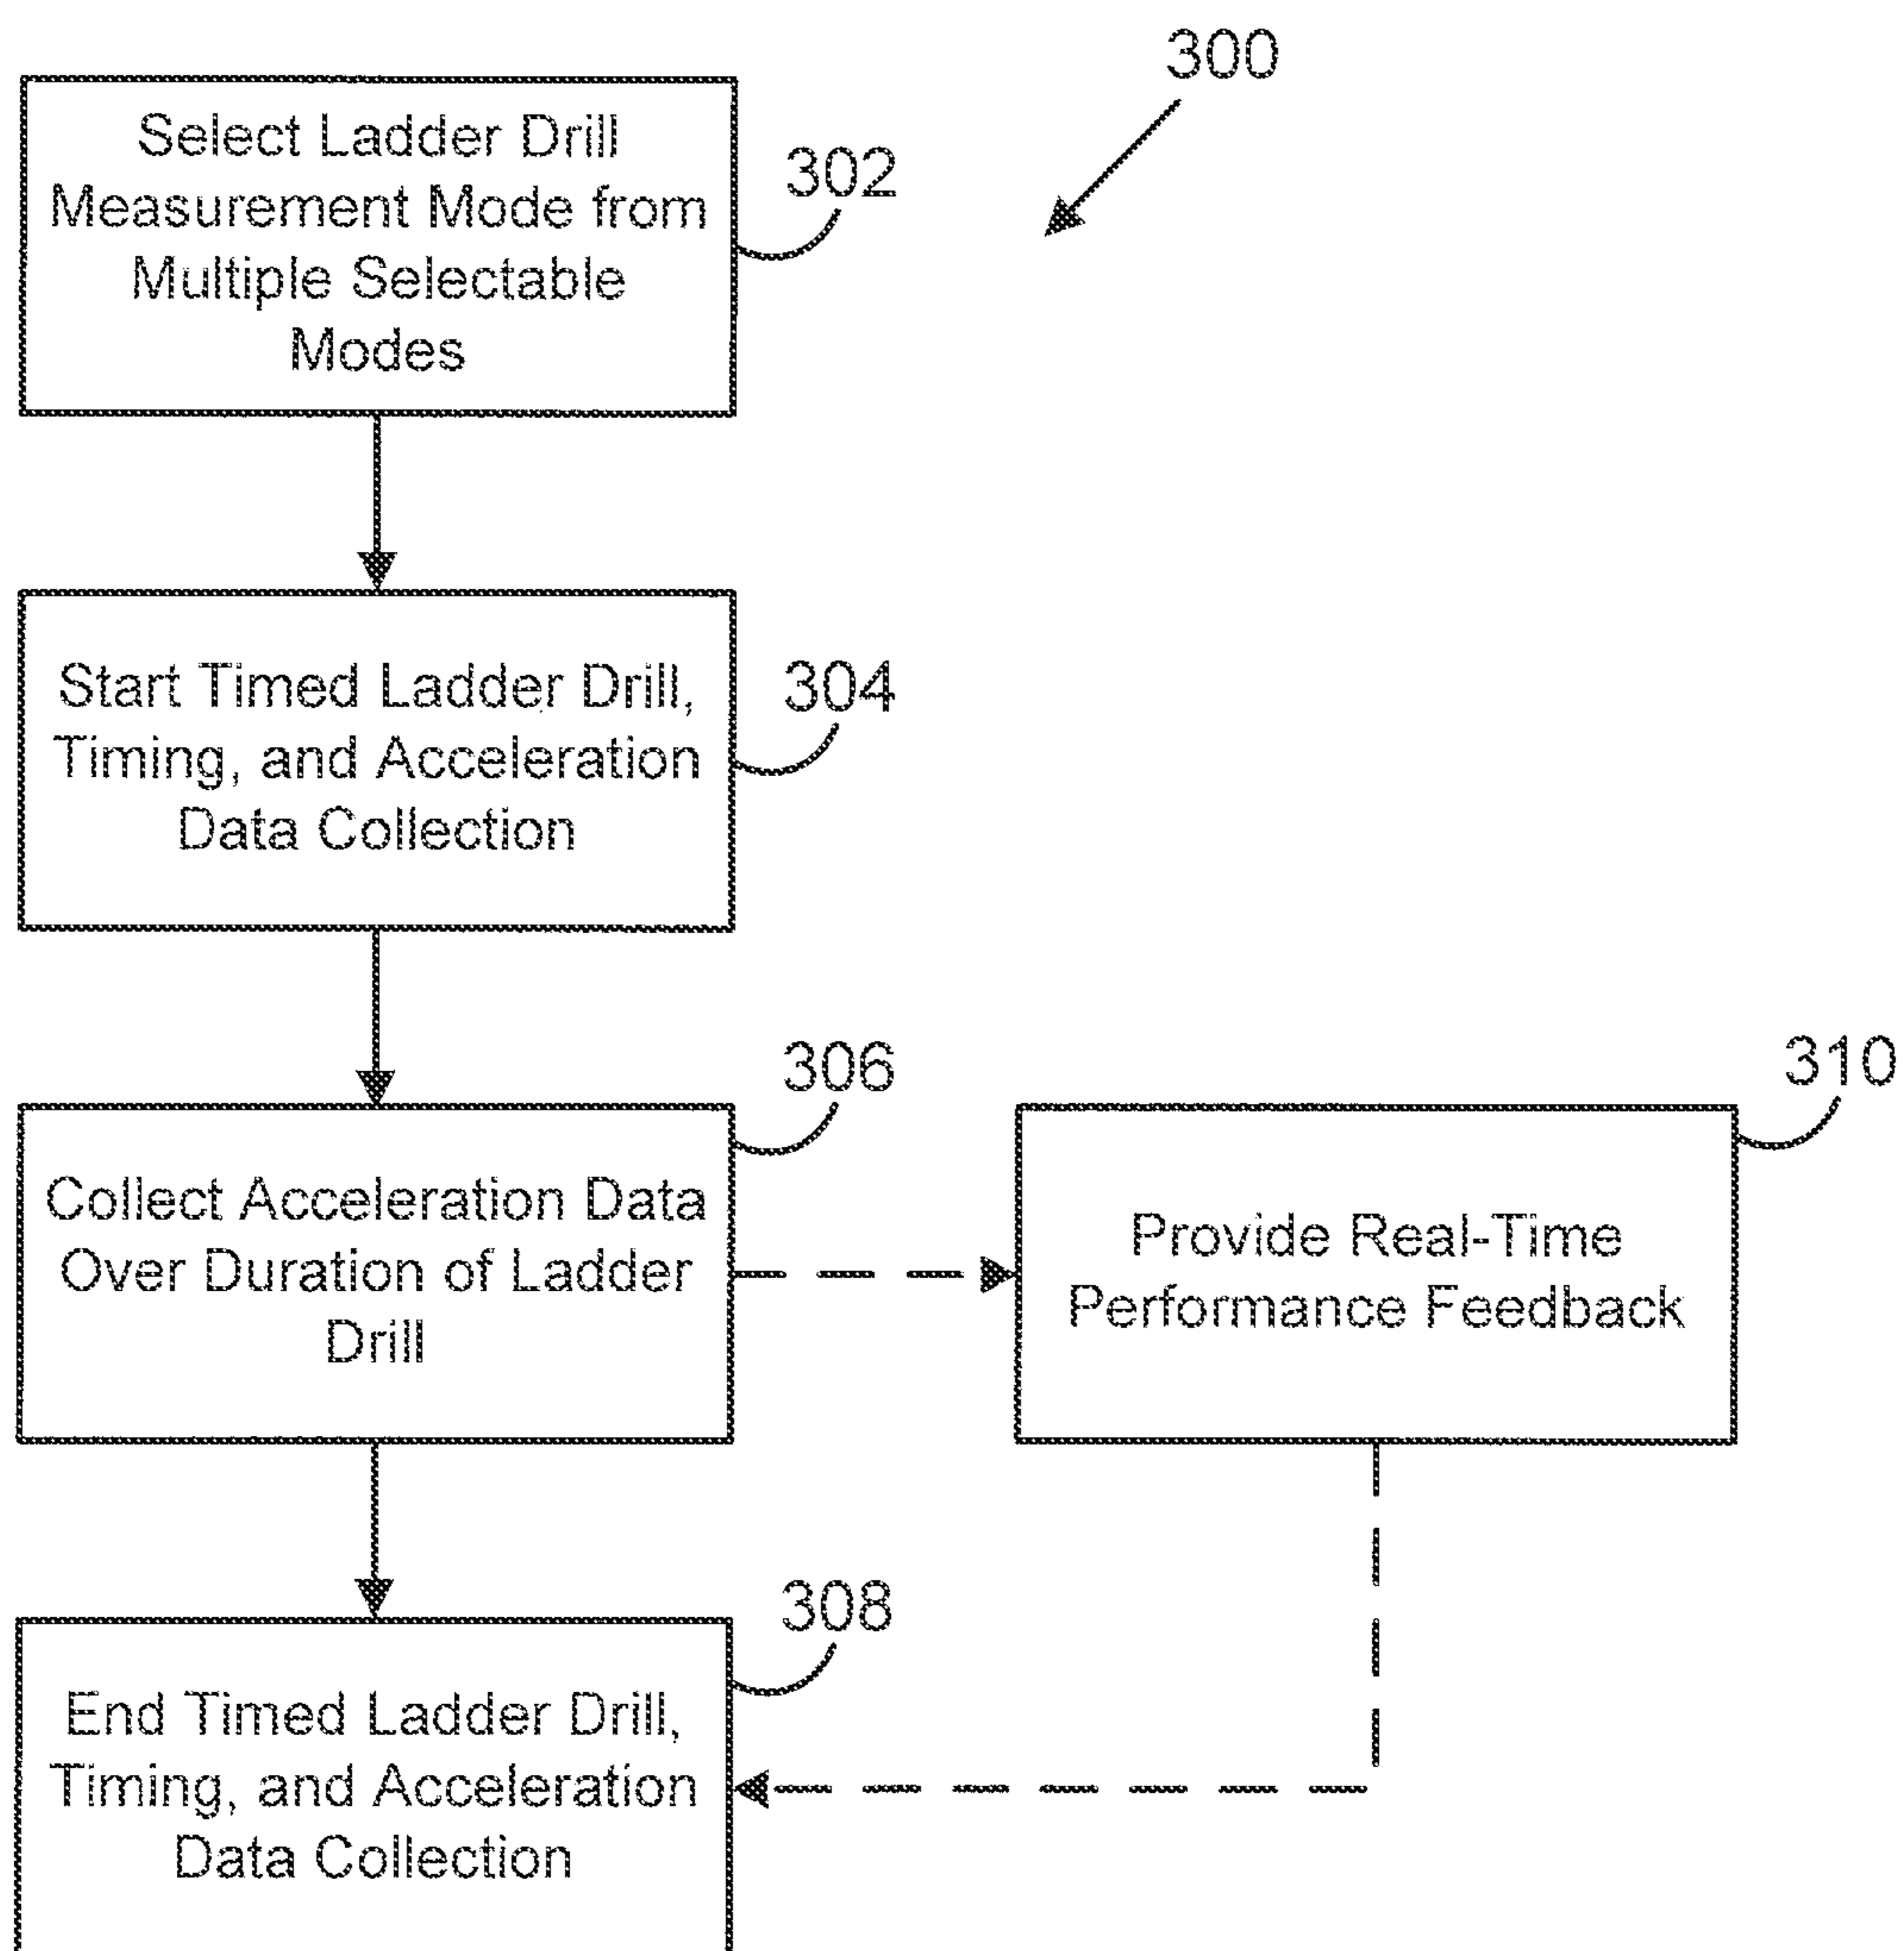 300
Select Ladder Drill
Measurement Mode from
Multiple Selectable
Modes
302
Start Timed Ladder Drill,
Timing, and Acceleration
Data Collection
304
Collect Acceleration Data
Over Duration of Ladder
Drill
306
Provide Real-Time
Performance Feedback
310
End Timed Ladder Drill,
Timing, and Acceleration
Data Collection
308